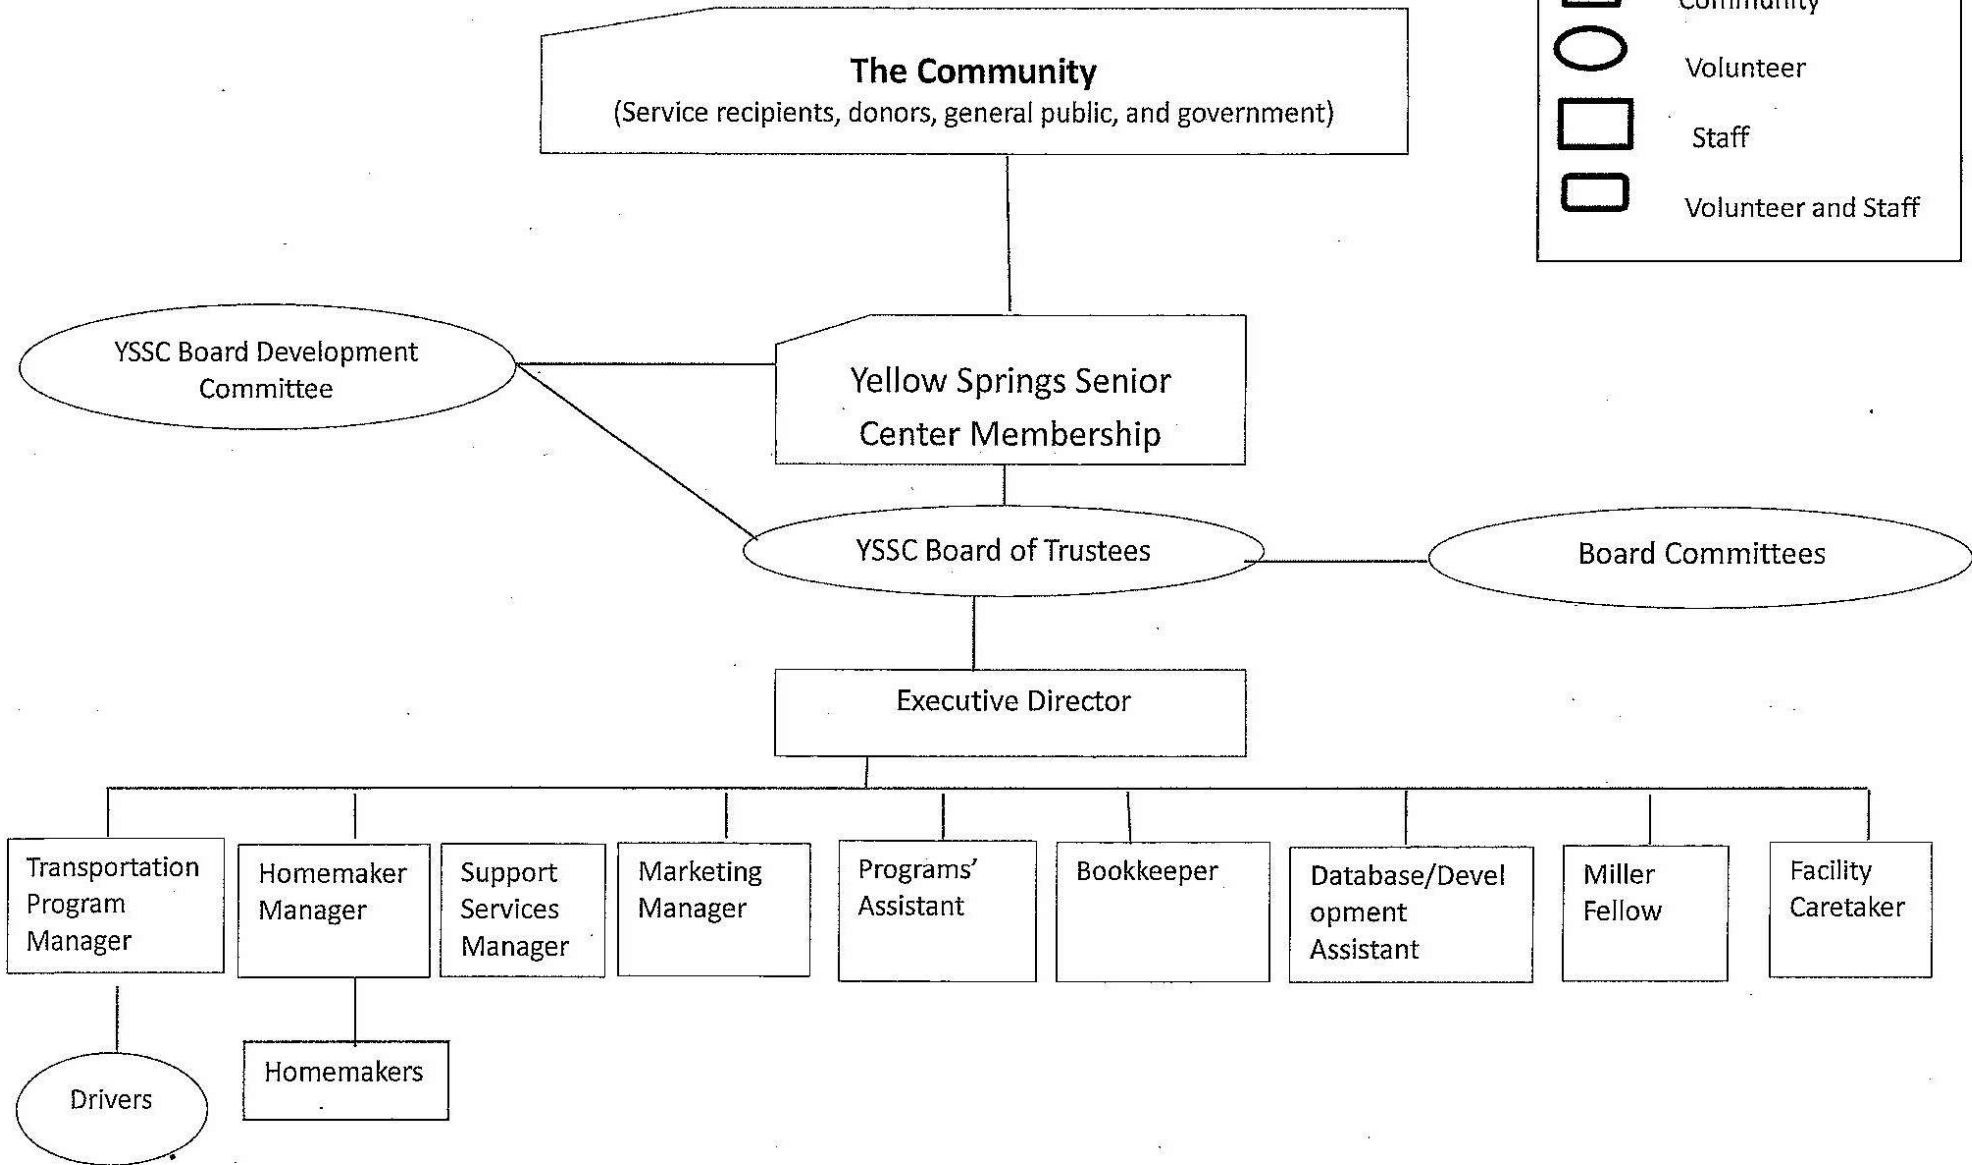 Community
The Community
(Service recipients, donors, general public, and government)
Volunteer
Staff
Volunteer and Staff
YSSC Board Development
Committee
Yellow Springs Senior
Center Membership
YSSC Board of Trustees
Board Committees
Executive Director
Transportation
Program
Manager
Homemaker
Manager
Support
Services
Manager
Marketing
Manager
Programs’
Assistant
Bookkeeper
Database/Devel
opment
Assistant
Miller
Fellow
Facility
Caretaker
Drivers
Homemakers